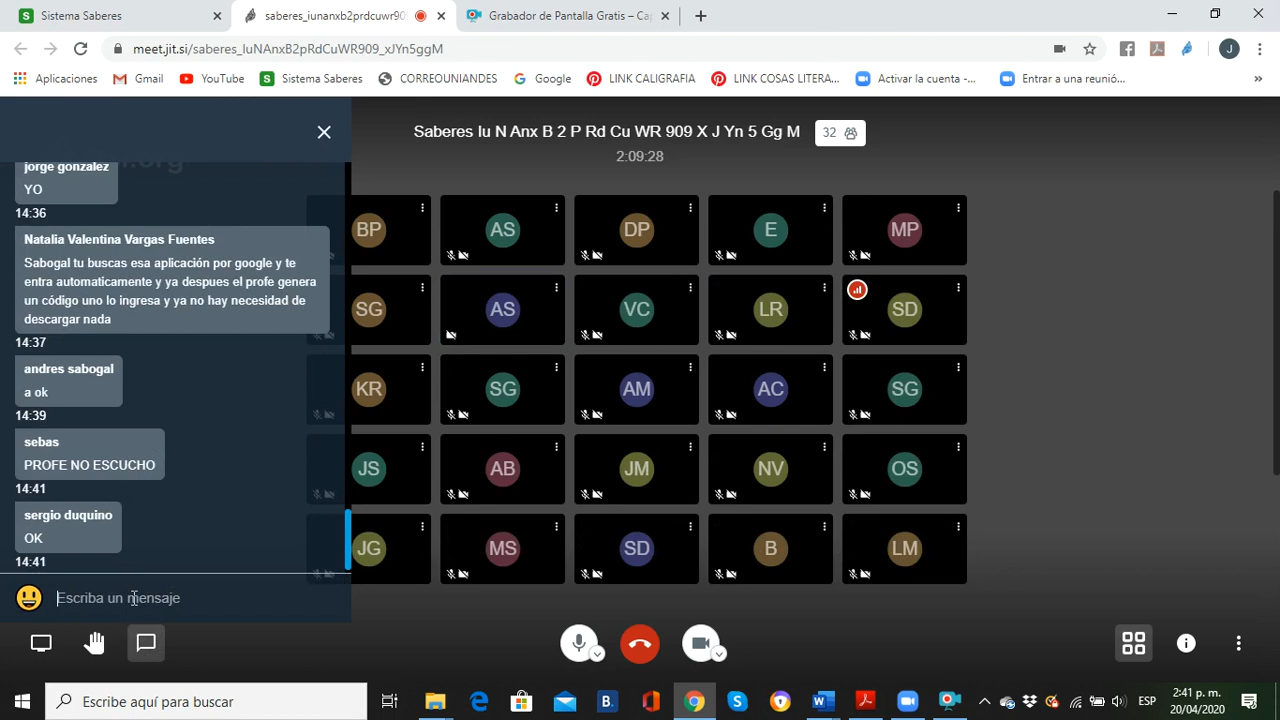 Sistema Saberes
saberes_iunanxb2prdcuwr909
Grabador de Pantalla Gratis – Cap
meet.jit.si/saberes_IuNAnxB2pRdCuWR909_xJYn5ggM
J
Aplicaciones
Gmail
YouTube
Sistema Saberes
CORREOUNIANDES
Google
LINK CALIGRAFIA
LINK COSAS LITERA...
Activar la cuenta -...
Entrar a una reunió...
»
Saberes Iu N Anx B 2 P Rd Cu WR 909 X J Yn 5 Gg M
32
2:09:28
jorge gonzalez
YO
14:36
Natalia Valentina Vargas Fuentes
Sabogal tu buscas esa aplicación por google y te
entra automaticamente y ya despues el profe genera
un código uno lo ingresa y ya no hay necesidad de
descargar nada
14:37
andres sabogal
a ok
14:39
sebas
PROFE NO ESCUCHO
14:41
sergio duquino
OK
14:41
Escriba un mensaje
BP AS DP E MP
SG AS VC LR SD
KR SG AM AC SG
JS AB JM NV OS
JG MS SD B LM
Escribe aquí para buscar
B.
ESP
2:41 p. m.
20/04/2020